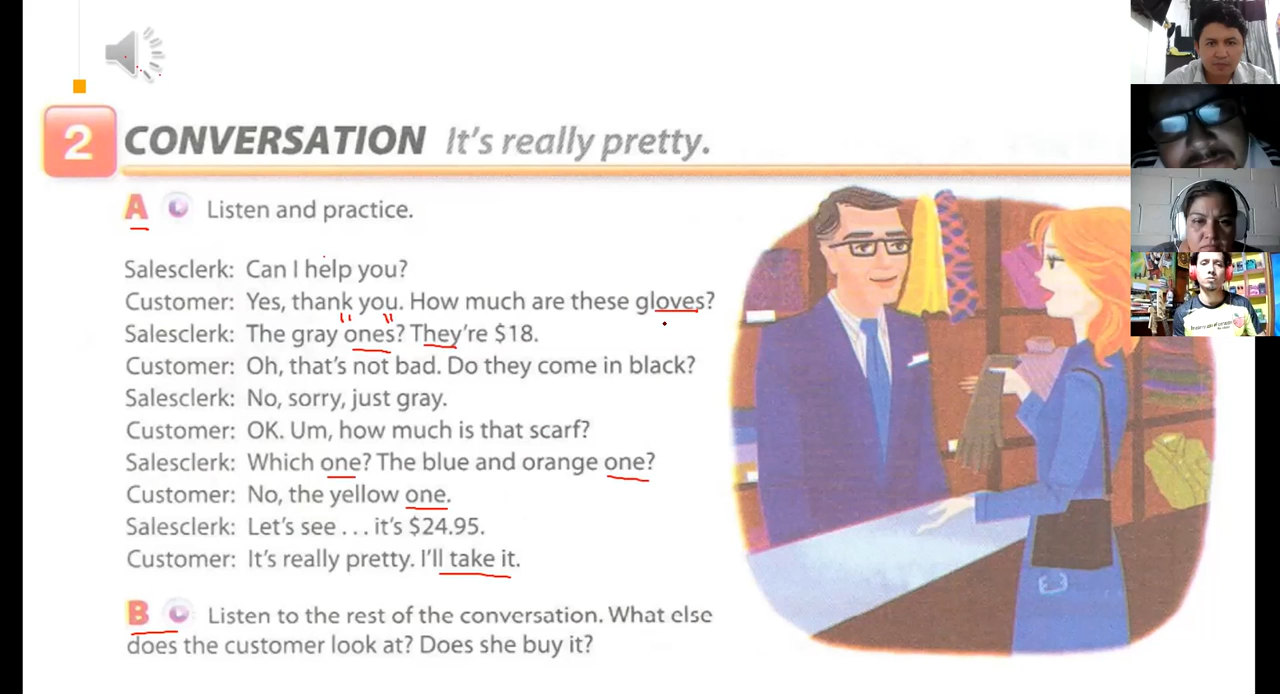 2 CONVERSATION It's really pretty.
A Listen and practice.
Salesclerk: Can I help you?
Customer: Yes, thank you. How much are these gloves?
Salesclerk: The gray ones? They're $18.
Customer: Oh, that's not bad. Do they come in black?
Salesclerk: No, sorry, just gray.
Customer: OK. Um, how much is that scarf?
Salesclerk: Which one? The blue and orange one?
Customer: No, the yellow one.
Salesclerk: Let's see . . . it's $24.95.
Customer: It's really pretty. I'll take it.
B Listen to the rest of the conversation. What else
does the customer look at? Does she buy it?